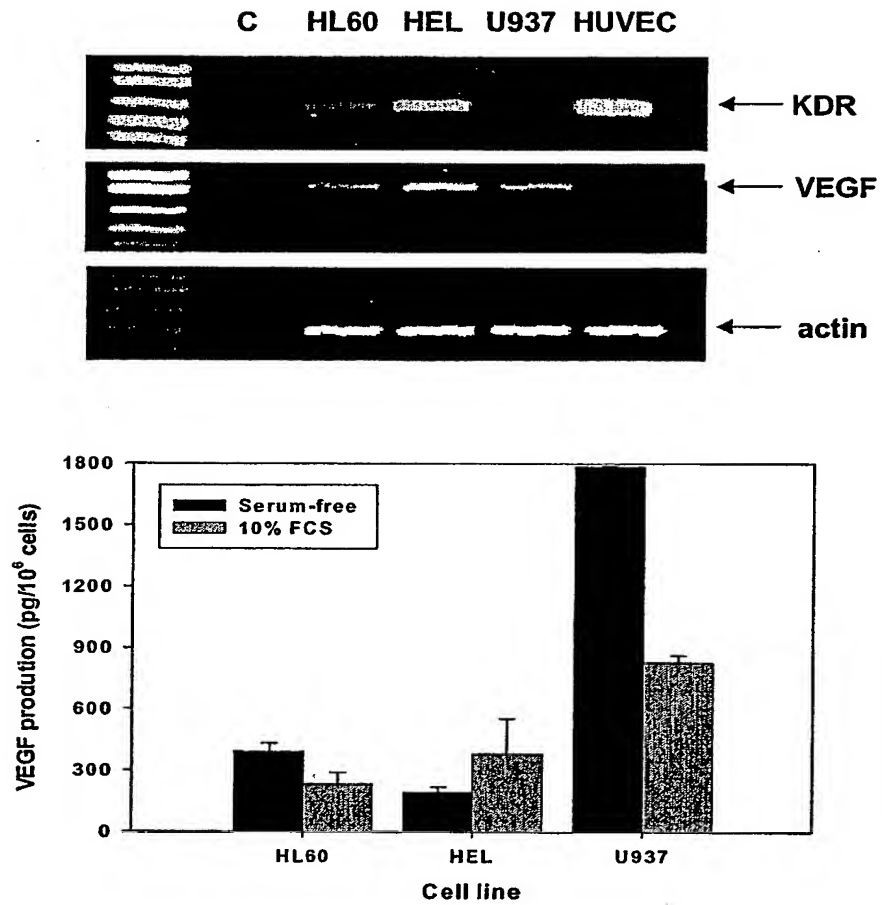 C HL60 HEL U937 HUVEC
KDR
VEGF
actin
1800
1500
1200
900
600
300
0
VEGF prodution (pg/10⁶ cells)
Serum-free
10% FCS
HL60 HEL U937
Cell line